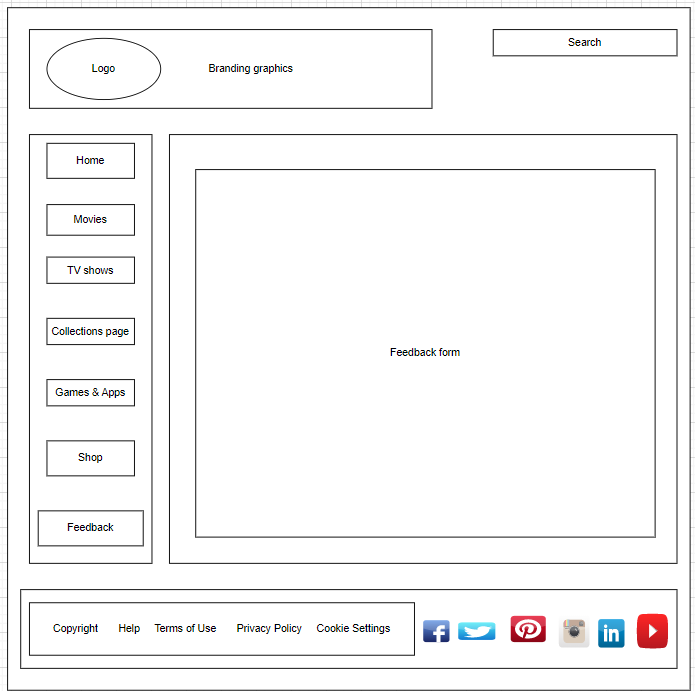 Logo
Branding graphics
Search
Home
Movies
TV shows
Collections page
Games & Apps
Shop
Feedback
Feedback form
Copyright Help Terms of Use Privacy Policy Cookie Settings
f
in